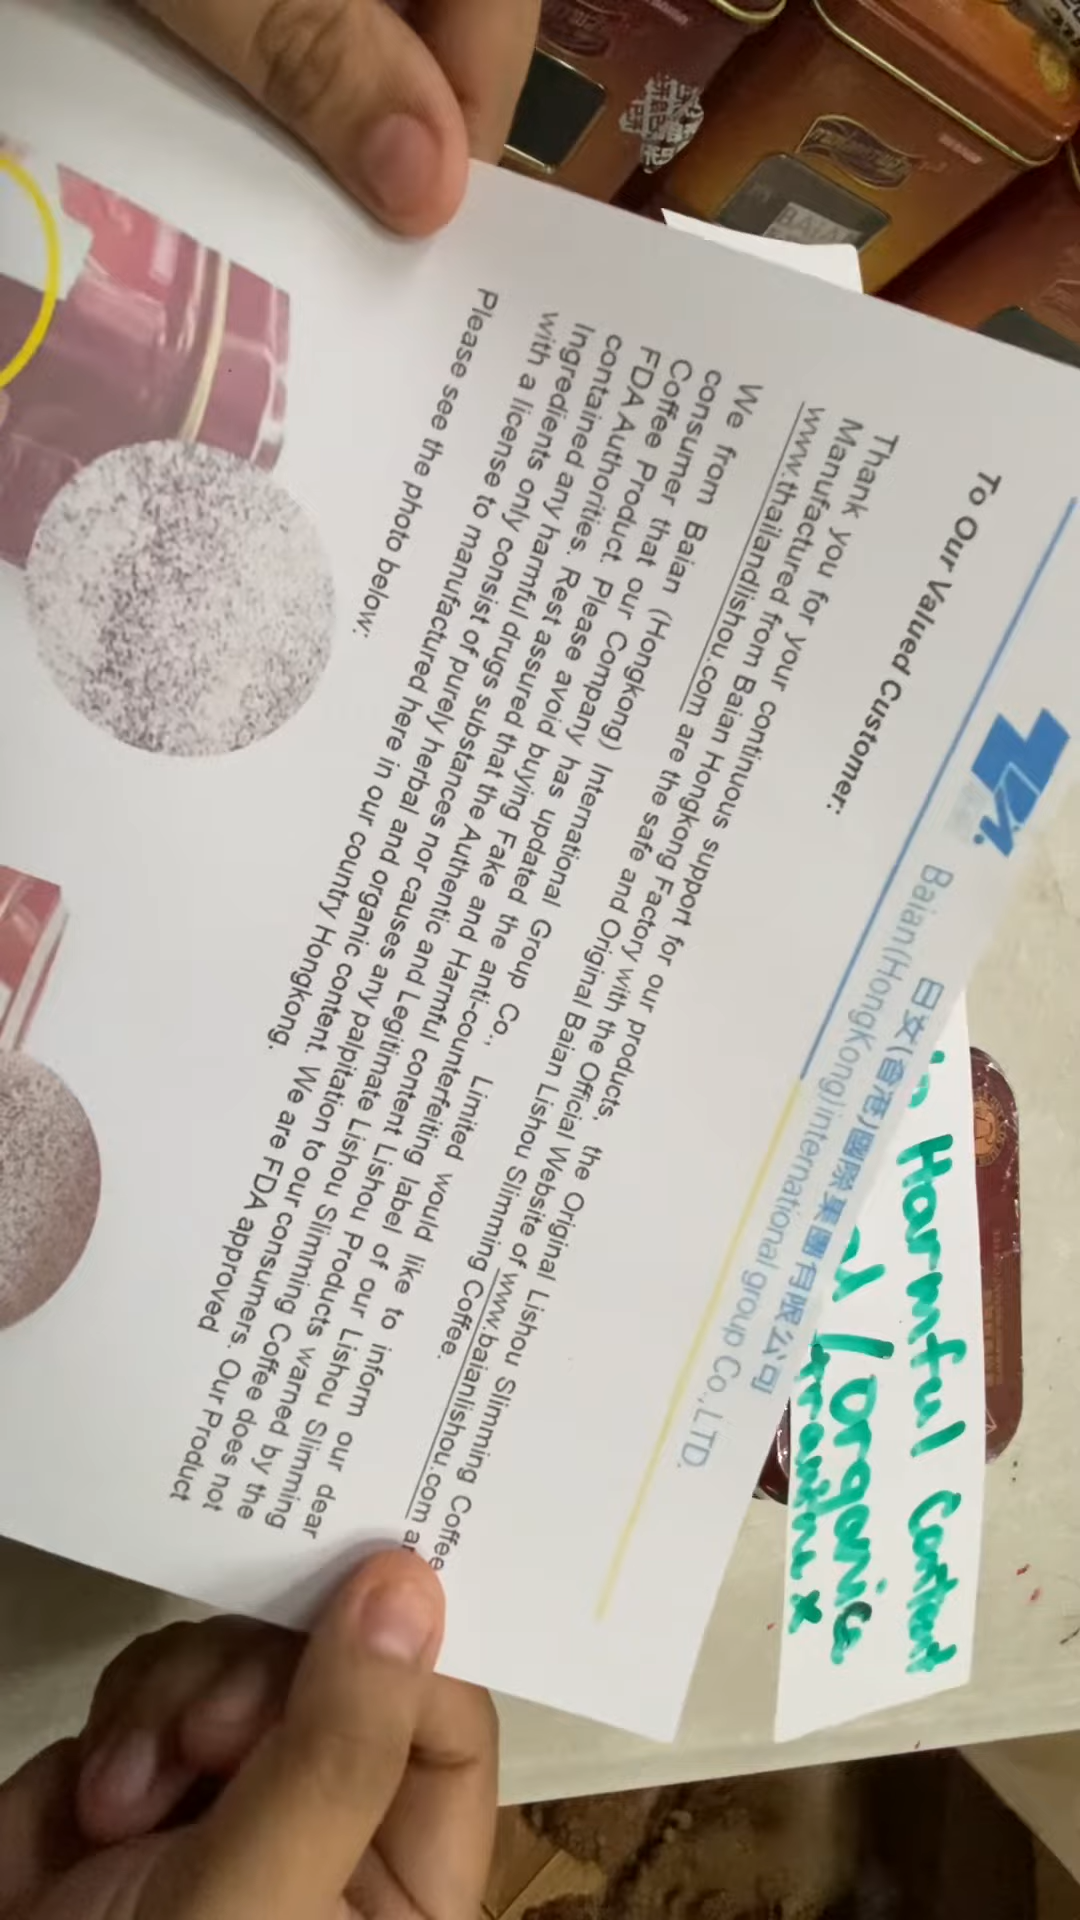 日文(香港)國際集團有限公司
Baian(HongKong)international group Co.,LTD.
To Our Valued Customer:
Thank you for your continuous support for our products, the Original Lishou Slimming Coffee
Manufactured from Baian Hongkong Factory with the Official Website of www.baianlishou.com
www.thailandlishou.com are the safe and Original Baian Lishou Slimming Coffee.
We from Baian (Hongkong) International Group Co., Limited would like to inform our dear
consumer that our Company has updated the anti-counterfeiting label of our Lishou Slimming
Coffee Product. Please avoid buying Fake and Harmful content Lishou Products warned by the
FDA Authorities. Rest assured that the Authentic and Legitimate Lishou Slimming Coffee does not
contained any harmful drugs substances nor causes any palpitation to our consumers. Our Product
Ingredients only consist of purely herbal and organic content. We are FDA approved
with a license to manufactured here in our country Hongkong.
Please see the photo below:
Harmful Content
/organic